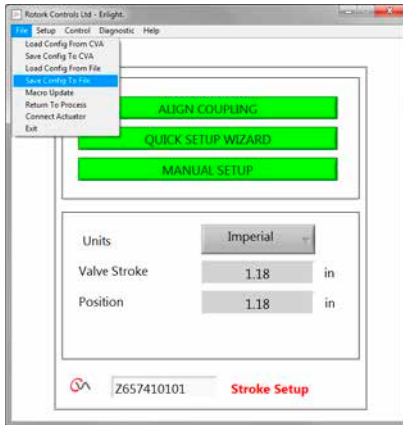 Rotork Controls Ltd - Enlight.
File Setup Control Diagnostic Help
Load Config From CVA
Save Config To CVA
Load Config From File
Save Config To File
Macro Update
Return To Process
Connect Actuator
Exit
ALIGN COUPLING
QUICK SETUP WIZARD
MANUAL SETUP
Units Imperial
Valve Stroke 1.18 in
Position 1.18 in
Z657410101 Stroke Setup